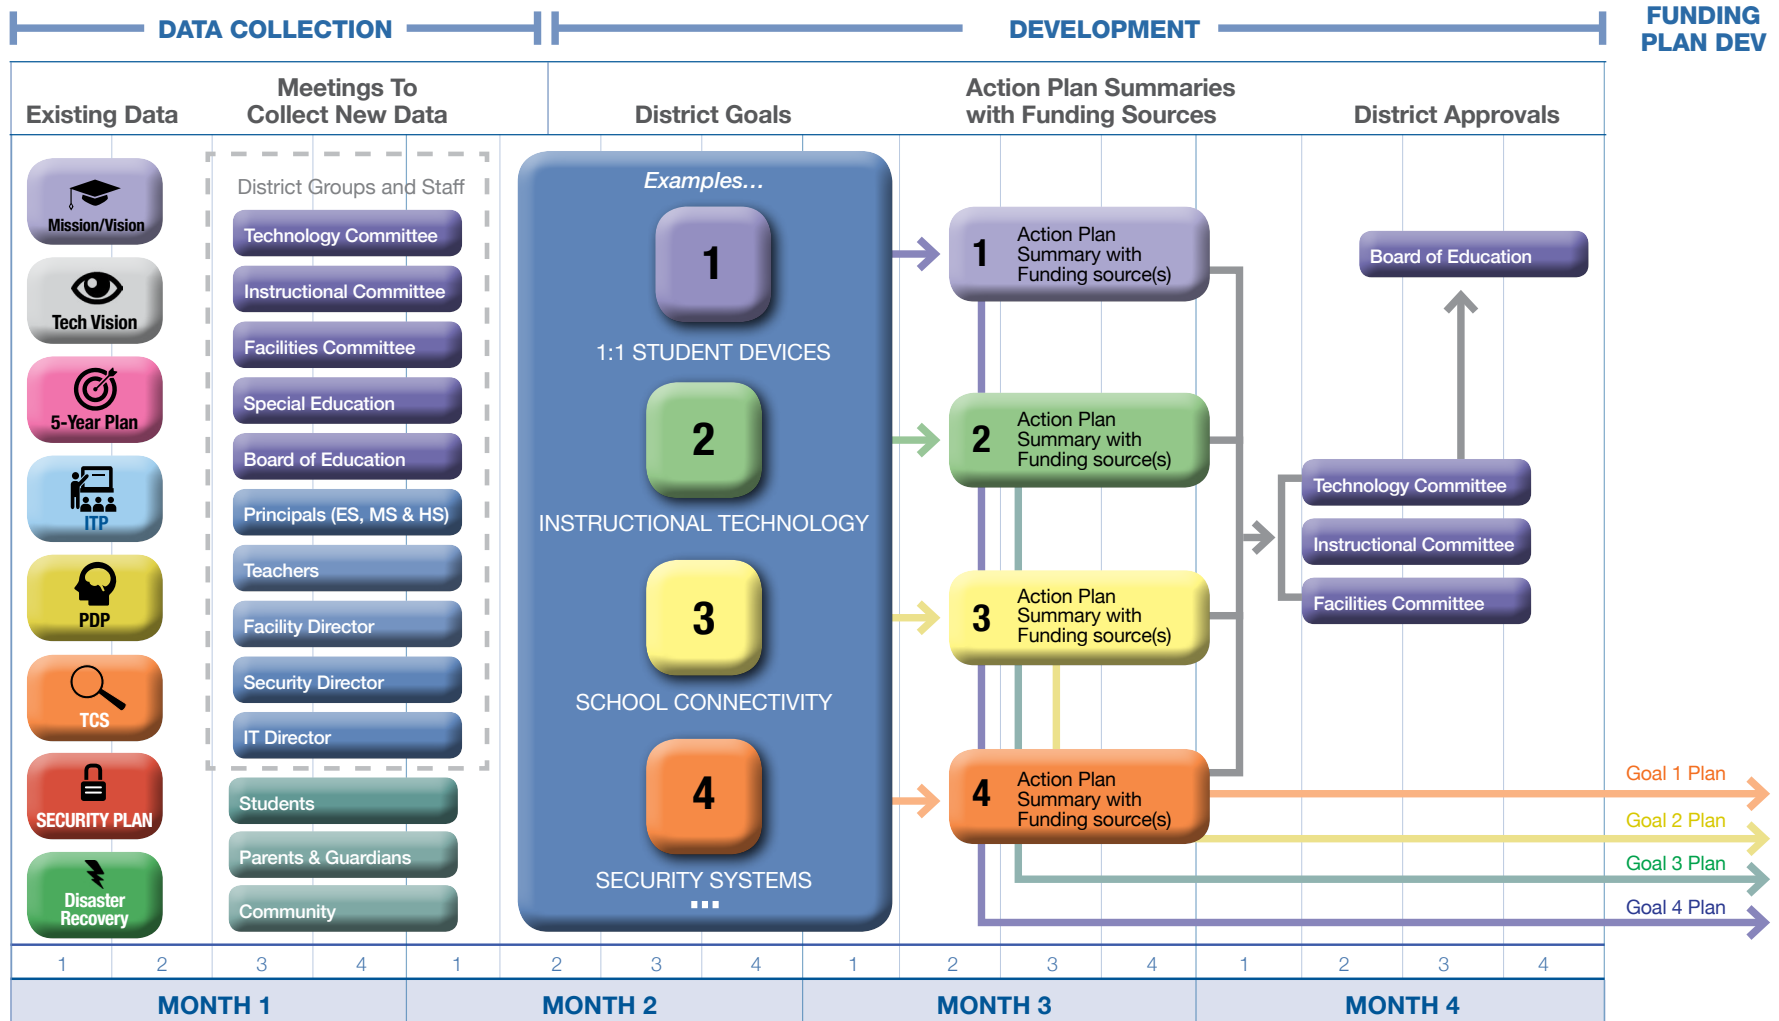 DATA COLLECTION
DEVELOPMENT
FUNDING
PLAN DEV
Existing Data
Meetings To
Collect New Data
District Goals
Action Plan Summaries
with Funding Sources
District Approvals
Mission/Vision
Tech Vision
5-Year Plan
ITP
PDP
TCS
SECURITY PLAN
Disaster
Recovery
District Groups and Staff
Technology Committee
Instructional Committee
Facilities Committee
Special Education
Board of Education
Principals (ES, MS & HS)
Teachers
Facility Director
Security Director
IT Director
Students
Parents & Guardians
Community
Examples...
1
1:1 STUDENT DEVICES
2
INSTRUCTIONAL TECHNOLOGY
3
SCHOOL CONNECTIVITY
4
SECURITY SYSTEMS
...
1
Action Plan
Summary with
Funding source(s)
2
Action Plan
Summary with
Funding source(s)
3
Action Plan
Summary with
Funding source(s)
4
Action Plan
Summary with
Funding source(s)
Board of Education
Technology Committee
Instructional Committee
Facilities Committee
Goal 1 Plan
Goal 2 Plan
Goal 3 Plan
Goal 4 Plan
1 2 3 4 1 2 3 4 1 2 3 4 1 2 3 4
MONTH 1 MONTH 2 MONTH 3 MONTH 4